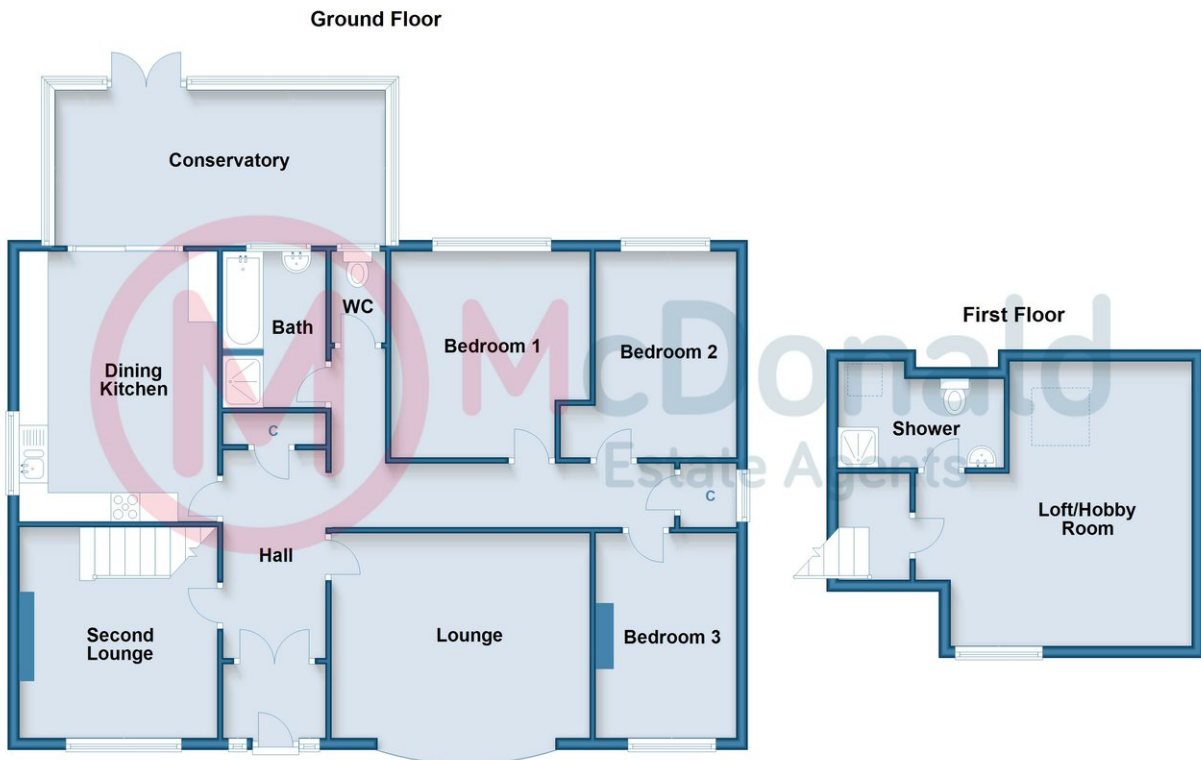 Ground Floor
Conservatory
Dining
Kitchen
Bath
WC
Bedroom 1
Bedroom 2
C
C
Hall
Second
Lounge
Lounge
Bedroom 3
First Floor
Shower
Loft/Hobby
Room
M McDonald
Estate Agents